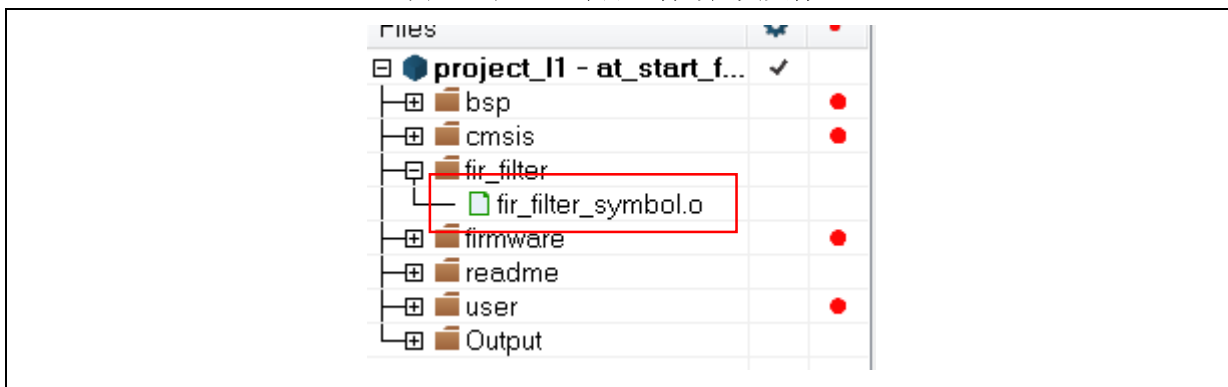 Files
project_l1 - at_start_f...
bsp
cmsis
fir_filter
fir_filter_symbol.o
firmware
readme
user
Output